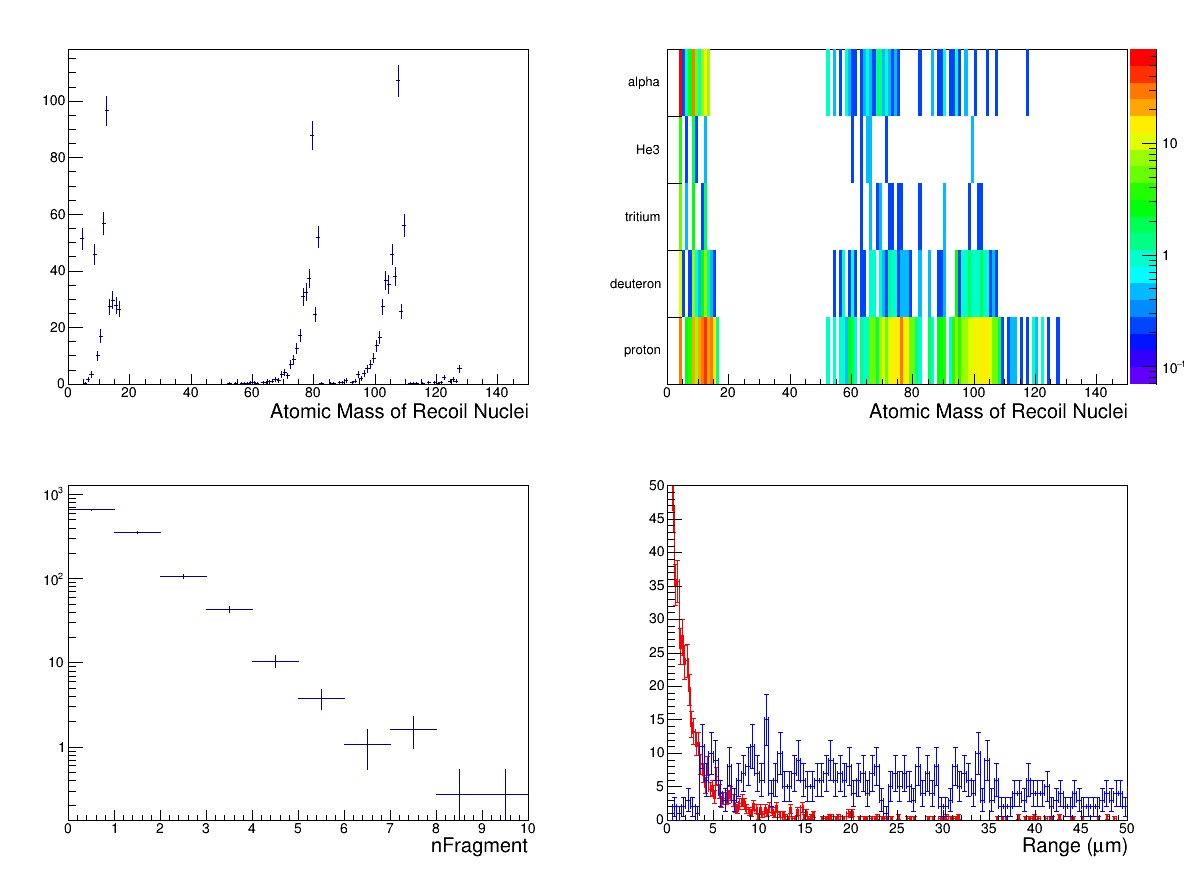 100
80
60
40
20
0
0 20 40 60 80 100 120 140
Atomic Mass of Recoil Nuclei
alpha
He3
tritium
deuteron
proton
10
1
10⁻¹
0 20 40 60 80 100 120 140
Atomic Mass of Recoil Nuclei
10³
10²
10
1
0 1 2 3 4 5 6 7 8 9 10
nFragment
50
45
40
35
30
25
20
15
10
5
0
0 5 10 15 20 25 30 35 40 45 50
Range (μm)